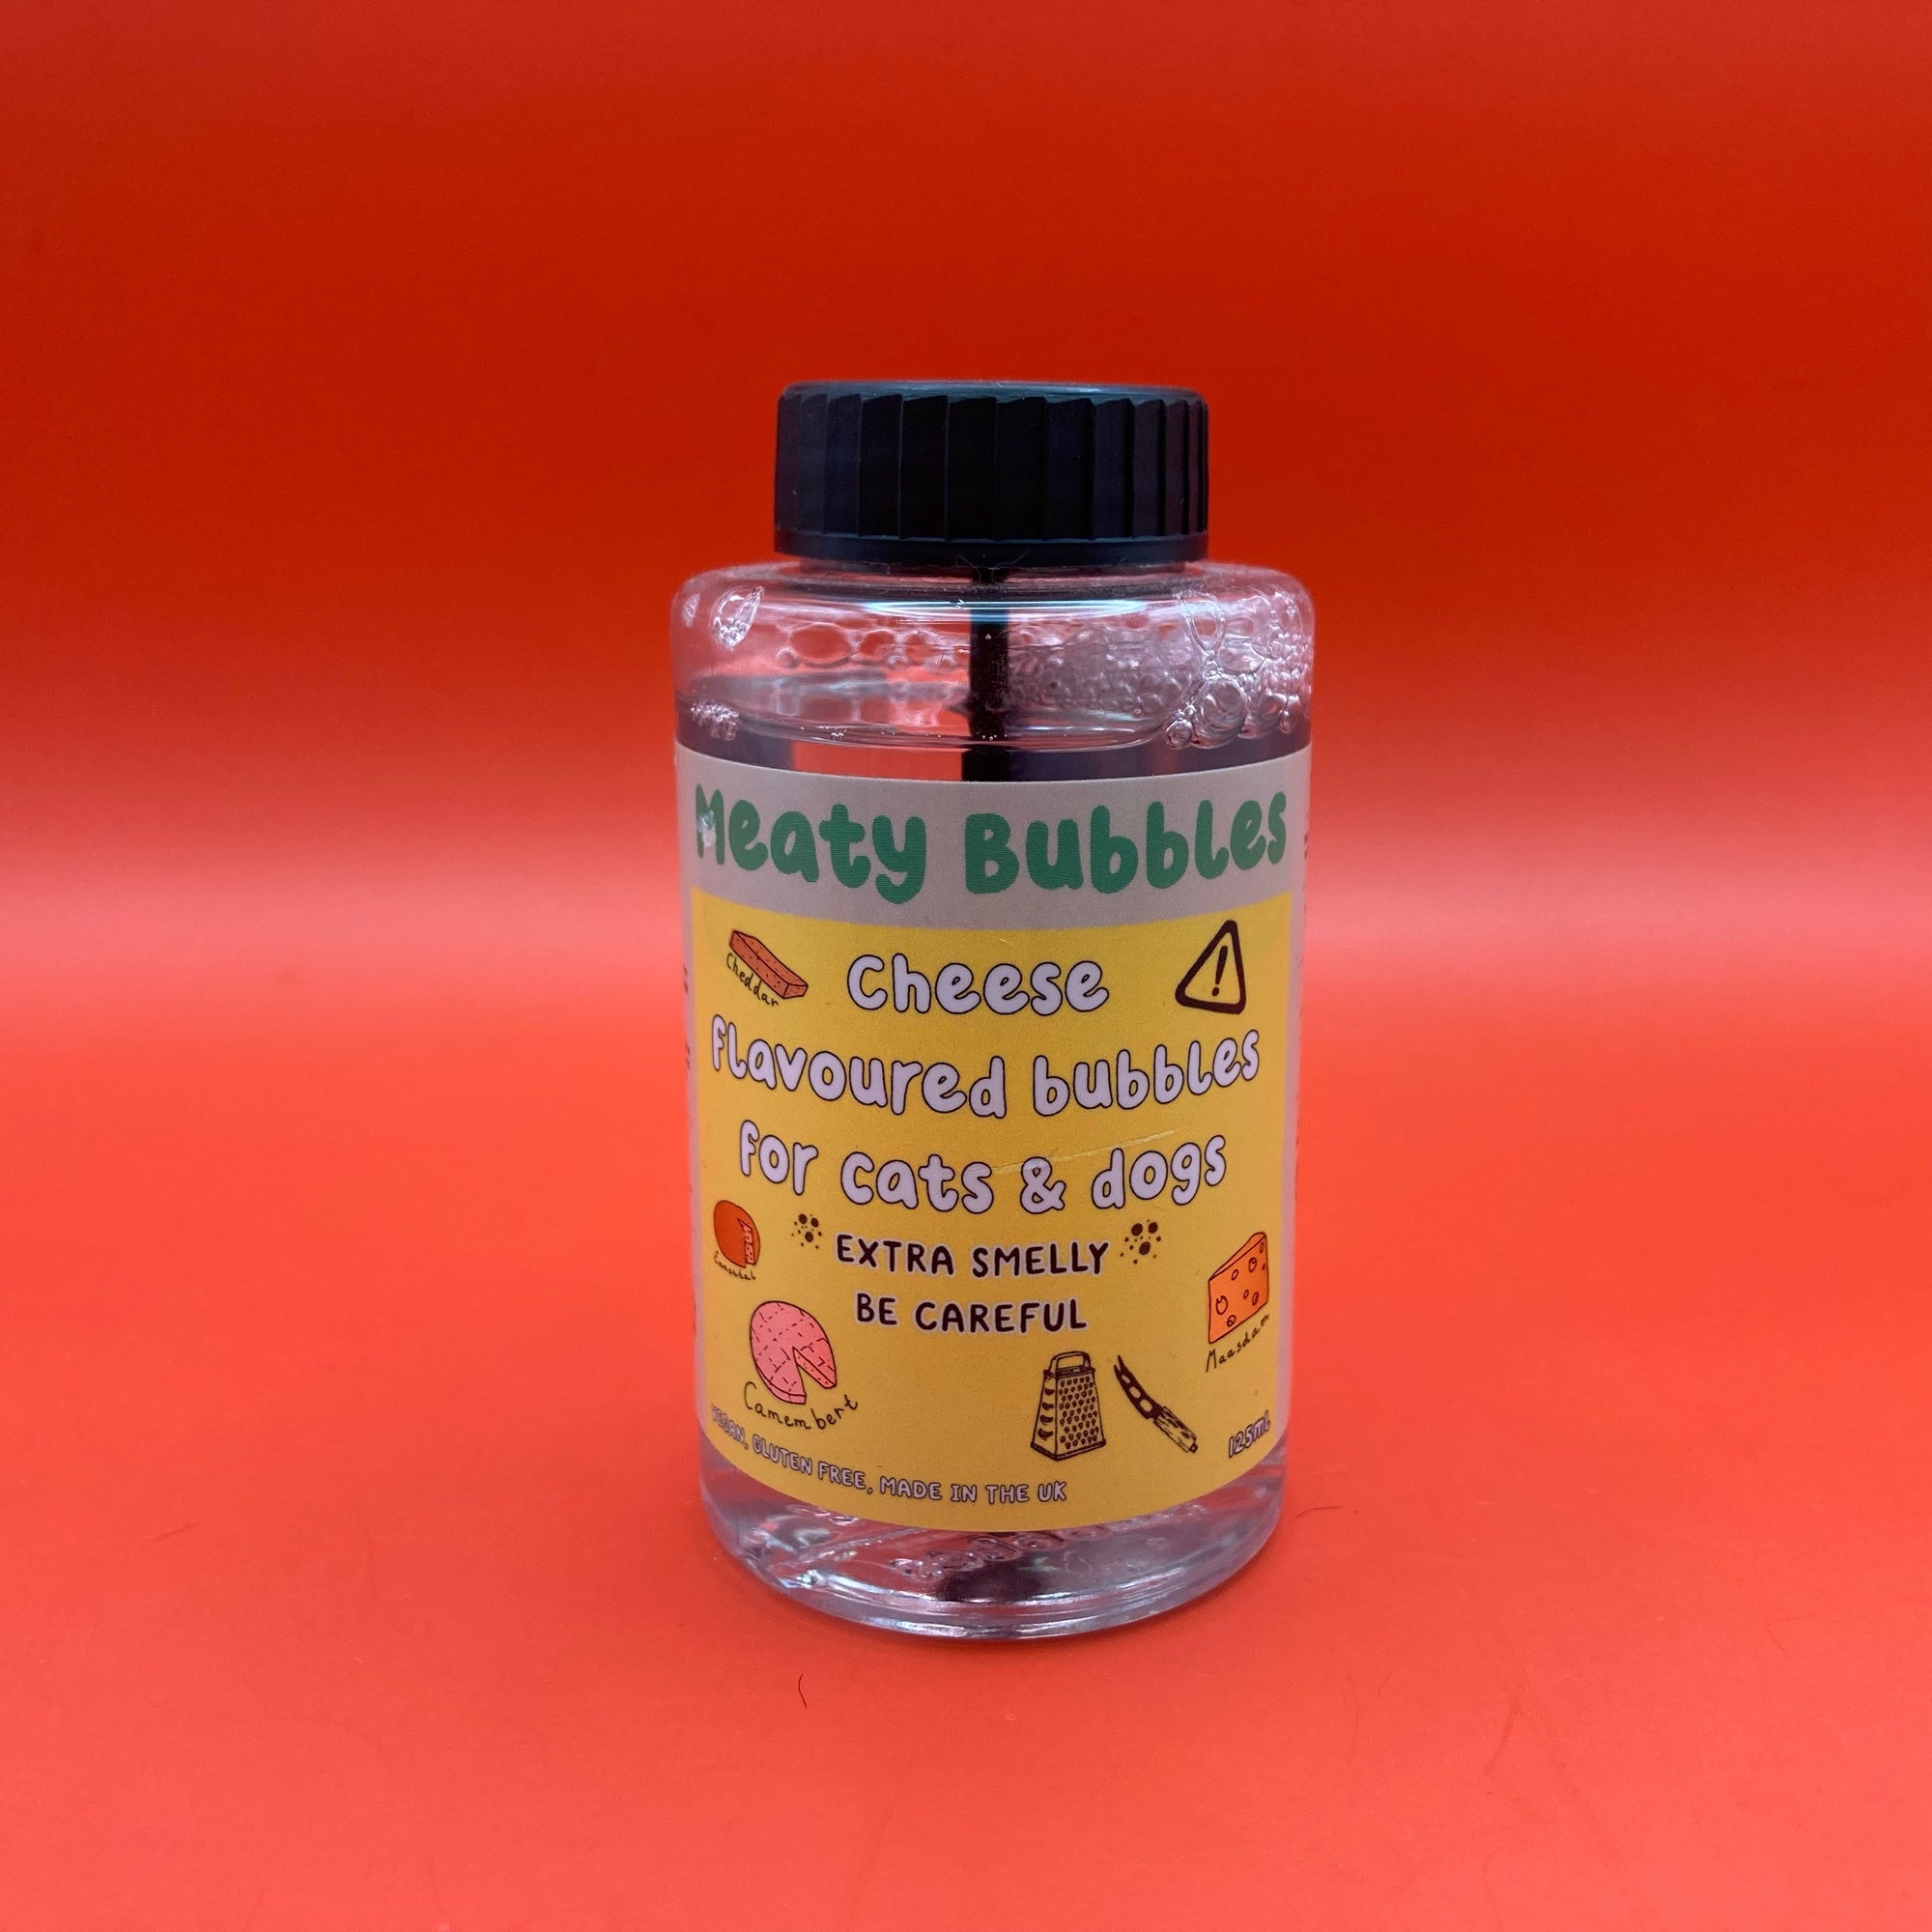 Meaty Bubbles
Cheddar
Cheese
flavoured bubbles
for cats & dogs
EXTRA SMELLY
BE CAREFUL
Maasdam
Camembert
VEGAN, GLUTEN FREE, MADE IN THE UK
125mL